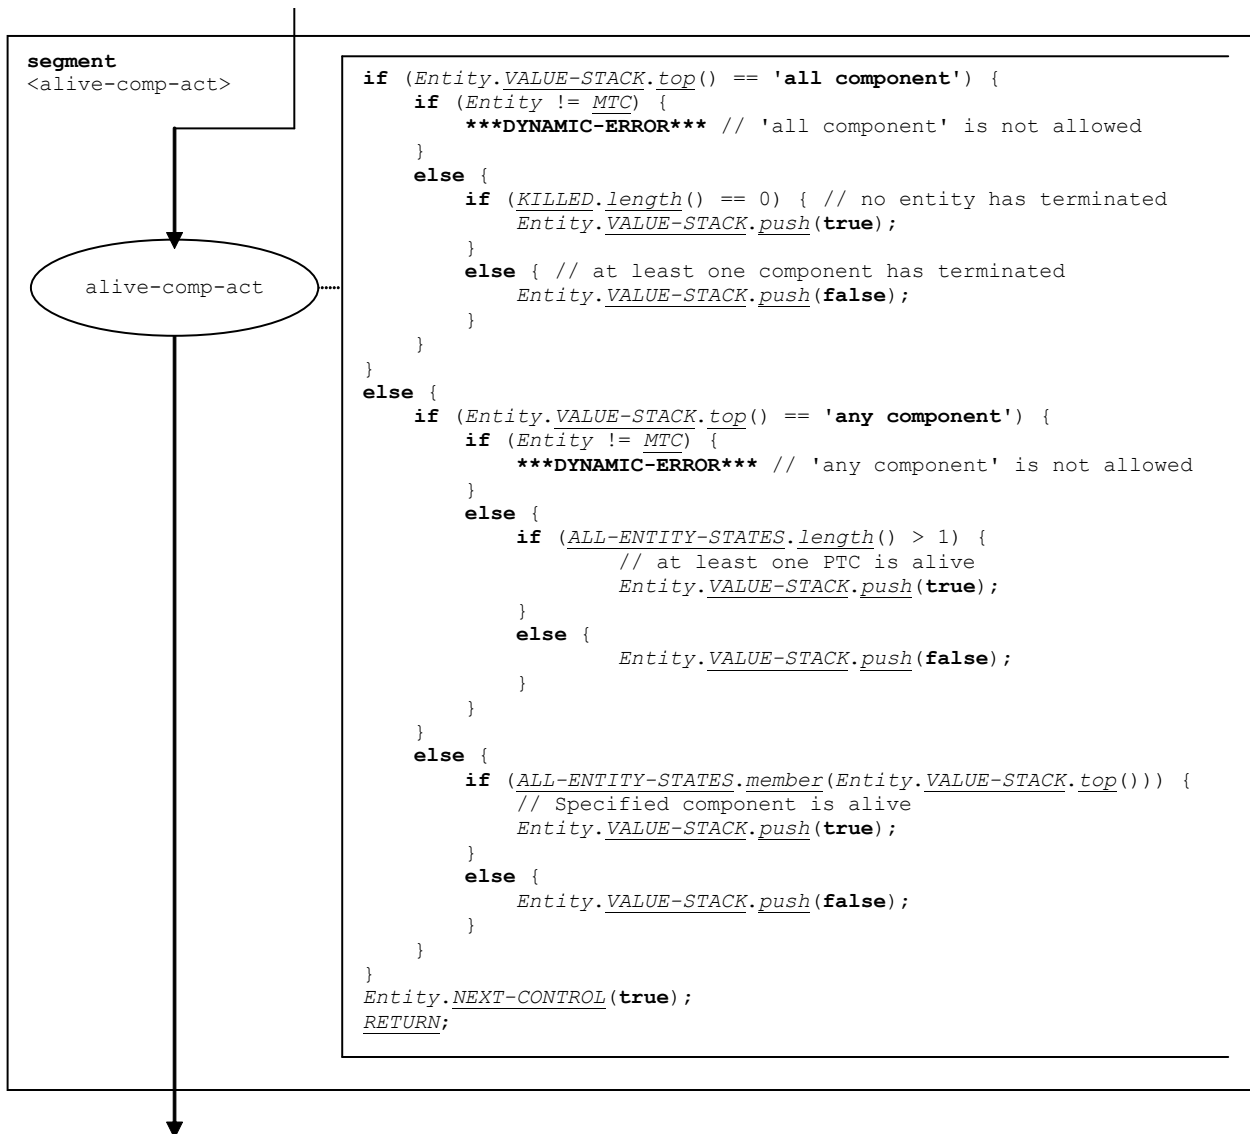 segment
<alive-comp-act>
alive-comp-act
if (Entity.VALUE-STACK.top() == 'all component') {
if (Entity != MTC) {
***DYNAMIC-ERROR*** // 'all component' is not allowed
}
else {
if (KILLED.length() == 0) { // no entity has terminated
Entity.VALUE-STACK.push(true);
}
else { // at least one component has terminated
Entity.VALUE-STACK.push(false);
}
}
}
else {
if (Entity.VALUE-STACK.top() == 'any component') {
if (Entity != MTC) {
***DYNAMIC-ERROR*** // 'any component' is not allowed
}
else {
if (ALL-ENTITY-STATES.length() > 1) {
// at least one PTC is alive
Entity.VALUE-STACK.push(true);
}
else {
Entity.VALUE-STACK.push(false);
}
}
}
else {
if (ALL-ENTITY-STATES.member(Entity.VALUE-STACK.top())) {
// Specified component is alive
Entity.VALUE-STACK.push(true);
}
else {
Entity.VALUE-STACK.push(false);
}
}
}
Entity.NEXT-CONTROL(true);
RETURN;